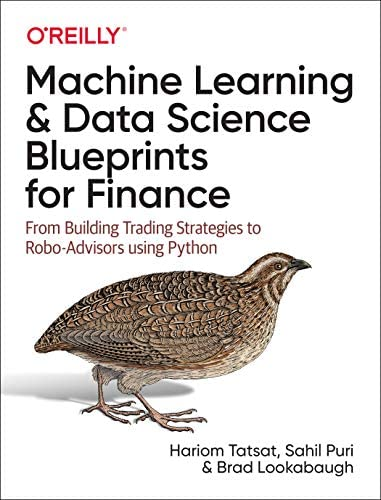 O'REILLY®
Machine Learning
& Data Science
Blueprints
for Finance
From Building Trading Strategies to
Robo-Advisors using Python
Hariom Tatsat, Sahil Puri
& Brad Lookabaugh